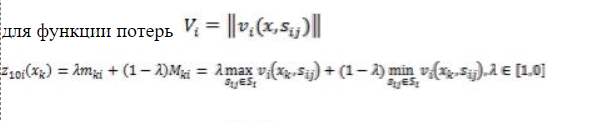 для функции потерь V_i = ‖v_i(x, s_ij)‖
z_10i(x_k) = λm_ki + (1 − λ)M_ki = λ max_{s_ij∈S_i} v_i(x_k, s_ij) + (1 − λ) min_{s_ij∈S_i} v_i(x_k, s_ij), λ ∈ [1,0]